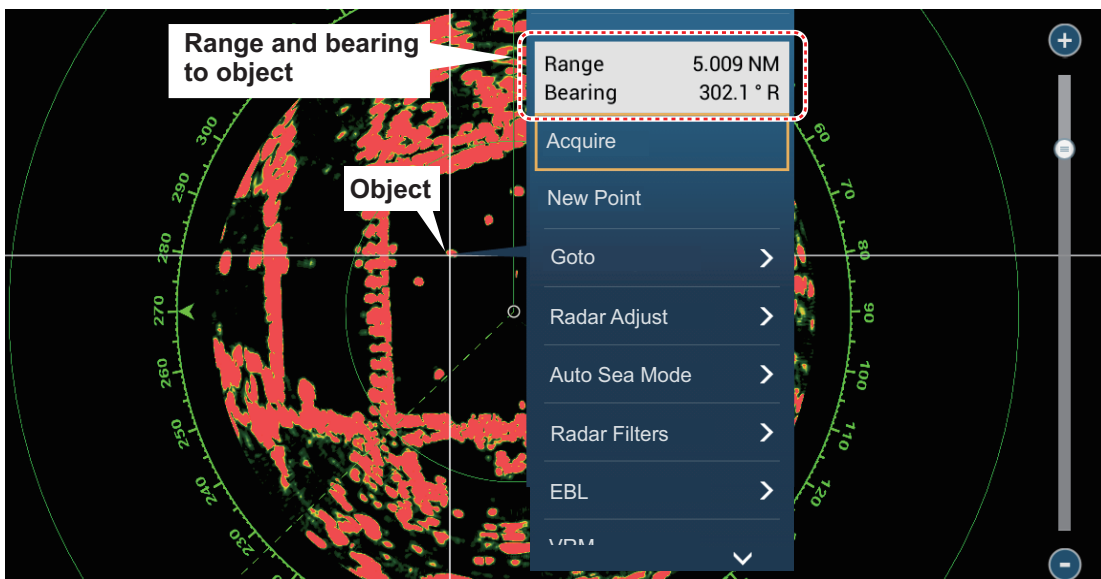 Range and bearing
to object
Range 5.009 NM
Bearing 302.1 ° R
Acquire
New Point
Object
Goto
Radar Adjust
Auto Sea Mode
Radar Filters
EBL
VRM
300
290
280
270
260
250
240
230
60
70
80
90
100
110
120
+
-